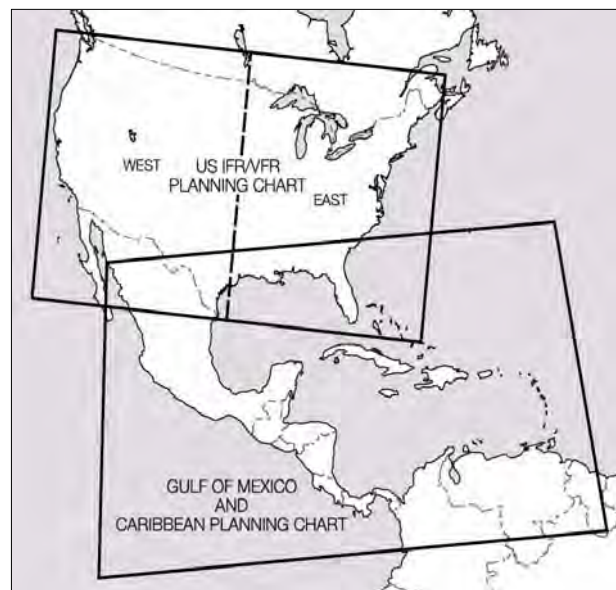 WEST
US IFR/VFR
PLANNING CHART
EAST
GULF OF MEXICO
AND
CARIBBEAN PLANNING CHART